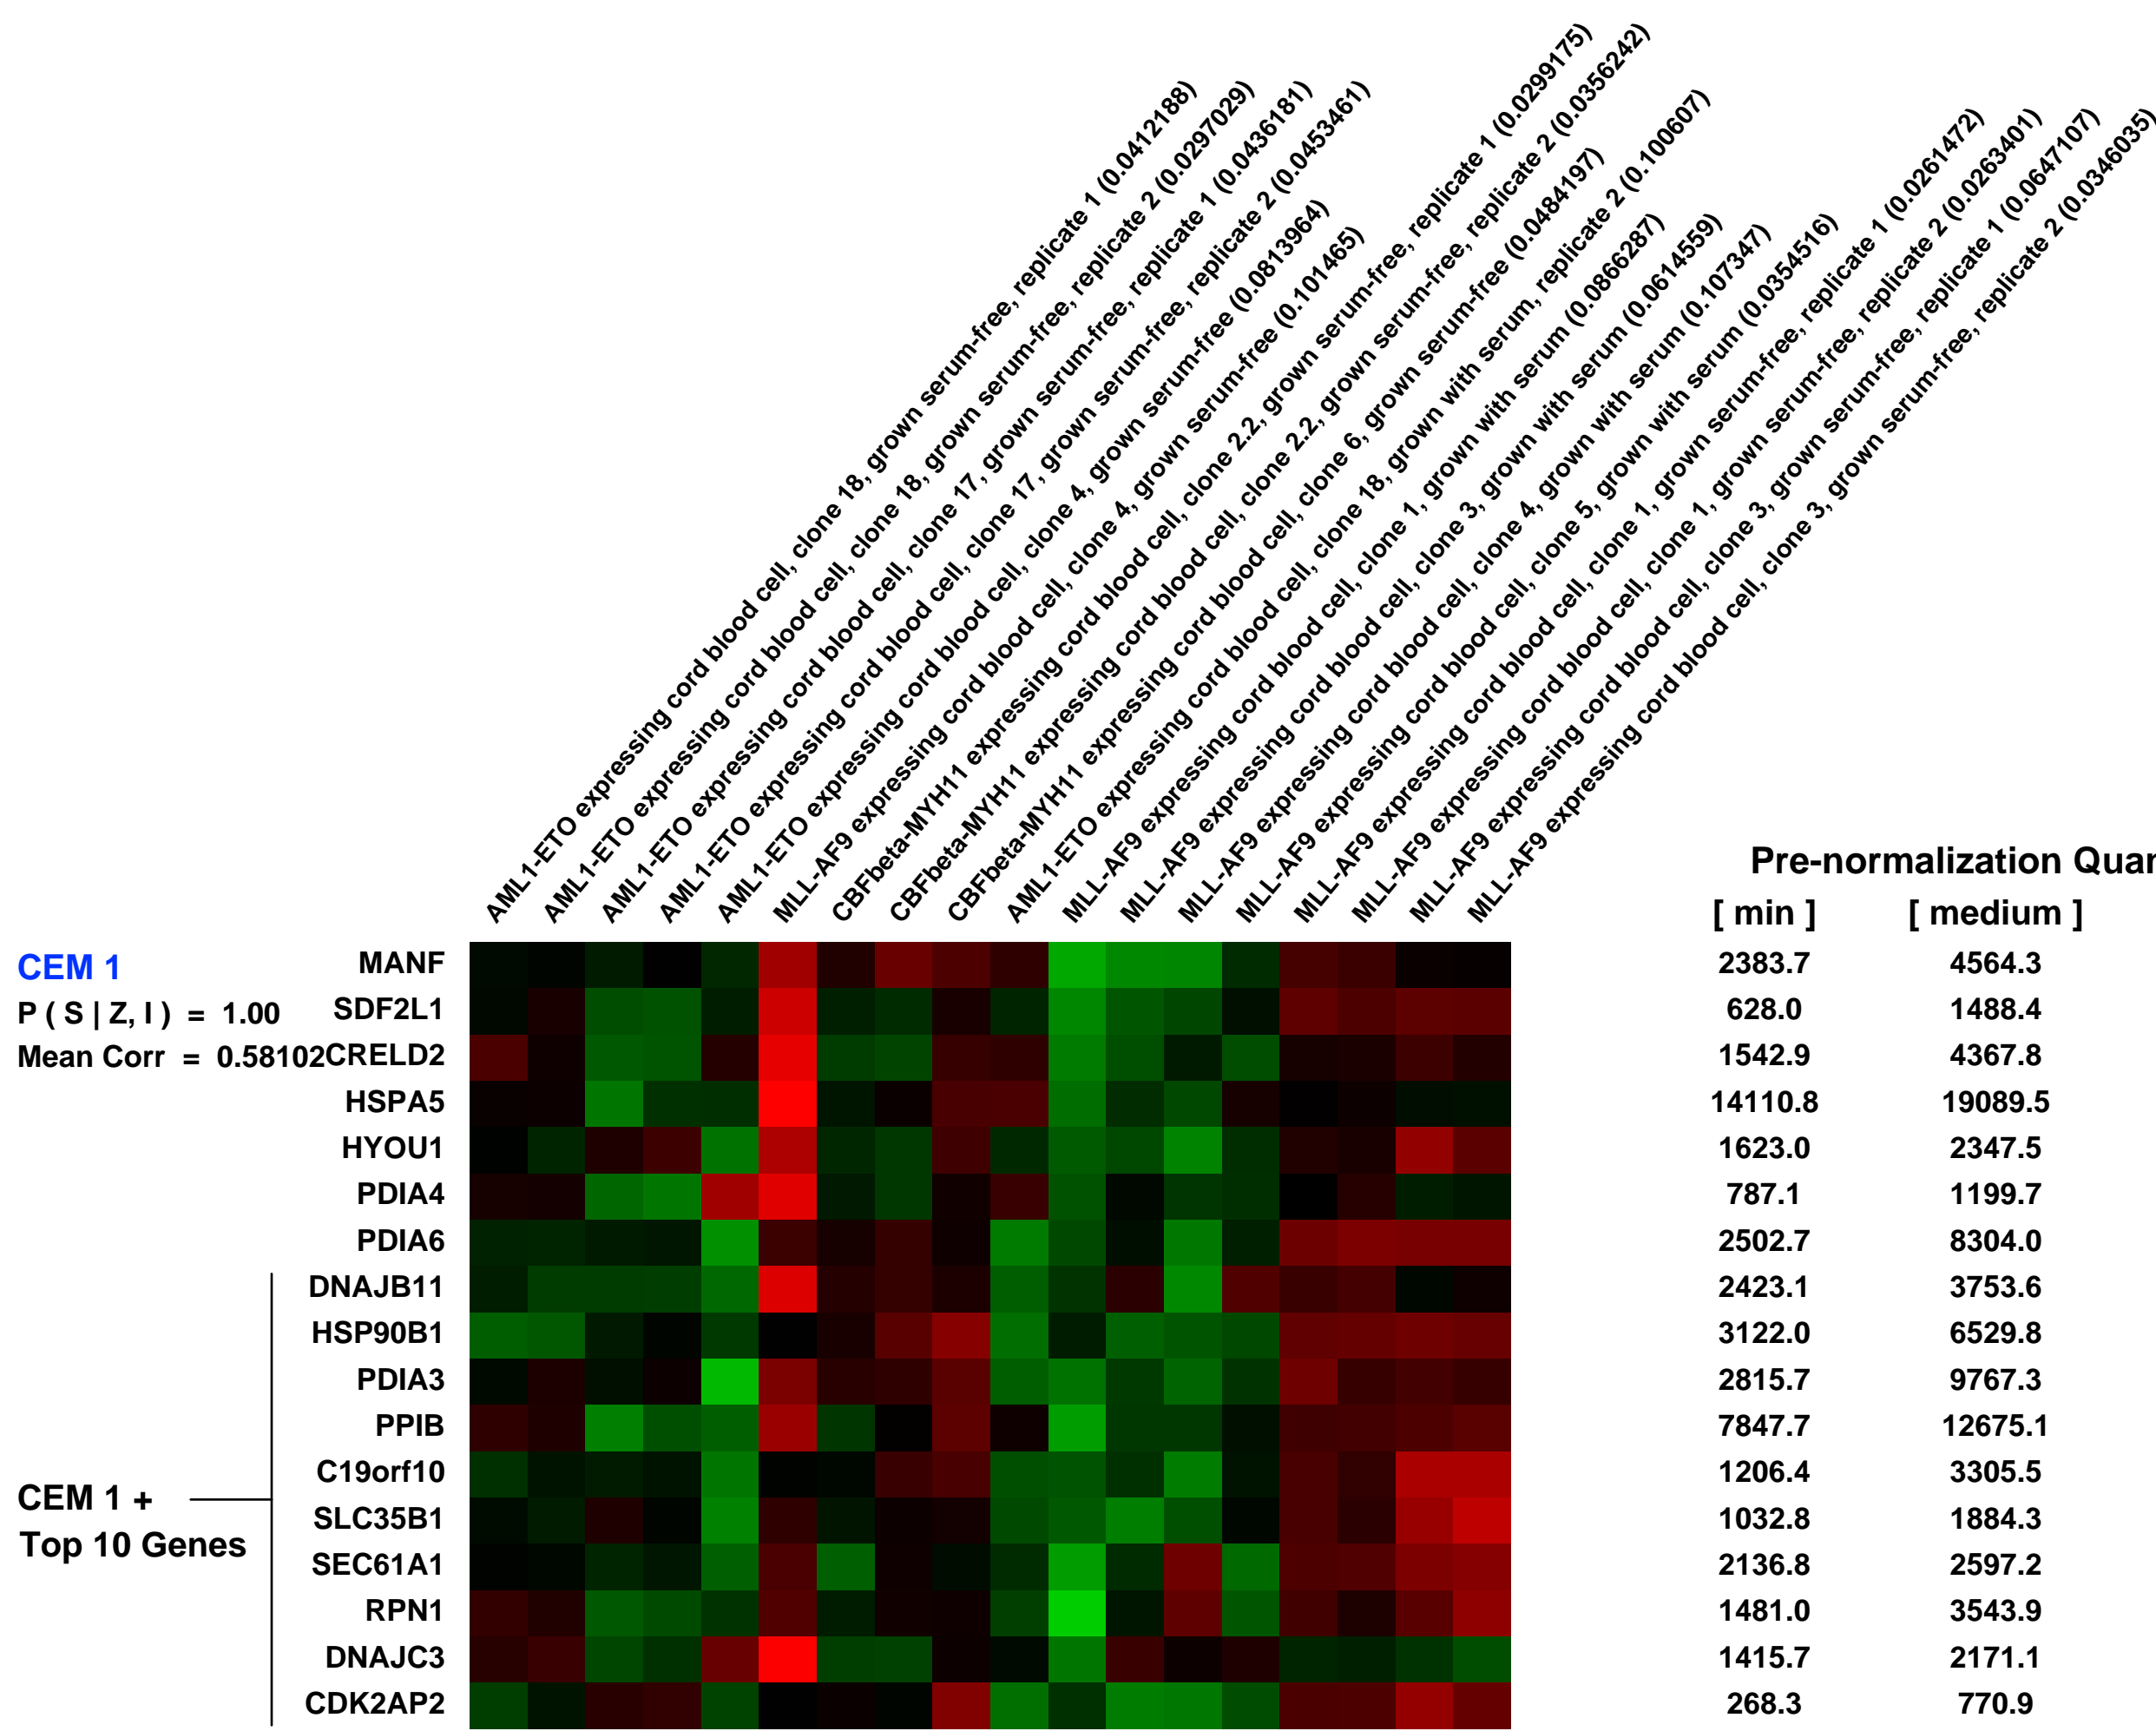 AML1-ETO expressing cord blood cell, clone 18, grown serum-free, replicate 1 (0.0412188)
AML1-ETO expressing cord blood cell, clone 18, grown serum-free, replicate 2 (0.0297029)
AML1-ETO expressing cord blood cell, clone 17, grown serum-free, replicate 1 (0.0436181)
AML1-ETO expressing cord blood cell, clone 17, grown serum-free, replicate 2 (0.0453461)
AML1-ETO expressing cord blood cell, clone 4, grown serum-free (0.0813964)
MLL-AF9 expressing cord blood cell, clone 4, grown serum-free (0.101465)
CBFbeta-MYH11 expressing cord blood cell, clone 2.2, grown serum-free, replicate 1 (0.0299175)
CBFbeta-MYH11 expressing cord blood cell, clone 2.2, grown serum-free, replicate 2 (0.0356242)
CBFbeta-MYH11 expressing cord blood cell, clone 6, grown serum-free (0.0484197)
AML1-ETO expressing cord blood cell, clone 18, grown with serum, replicate 2 (0.100607)
MLL-AF9 expressing cord blood cell, clone 1, grown with serum (0.0866287)
MLL-AF9 expressing cord blood cell, clone 3, grown with serum (0.0614559)
MLL-AF9 expressing cord blood cell, clone 4, grown with serum (0.107347)
MLL-AF9 expressing cord blood cell, clone 5, grown with serum (0.0354516)
MLL-AF9 expressing cord blood cell, clone 1, grown serum-free, replicate 1 (0.0261472)
MLL-AF9 expressing cord blood cell, clone 1, grown serum-free, replicate 2 (0.0263401)
MLL-AF9 expressing cord blood cell, clone 3, grown serum-free, replicate 1 (0.0647107)
MLL-AF9 expressing cord blood cell, clone 3, grown serum-free, replicate 2 (0.0346035)
Pre-normalization Quan
[ min ] [ medium ]
CEM 1 MANF 2383.7 4564.3
P ( S | Z, I ) = 1.00 SDF2L1 628.0 1488.4
Mean Corr = 0.58102 CRELD2 1542.9 4367.8
HSPA5 14110.8 19089.5
HYOU1 1623.0 2347.5
PDIA4 787.1 1199.7
PDIA6 2502.7 8304.0
DNAJB11 2423.1 3753.6
HSP90B1 3122.0 6529.8
PDIA3 2815.7 9767.3
PPIB 7847.7 12675.1
C19orf10 1206.4 3305.5
CEM 1 +
SLC35B1 1032.8 1884.3
Top 10 Genes
SEC61A1 2136.8 2597.2
RPN1 1481.0 3543.9
DNAJC3 1415.7 2171.1
CDK2AP2 268.3 770.9